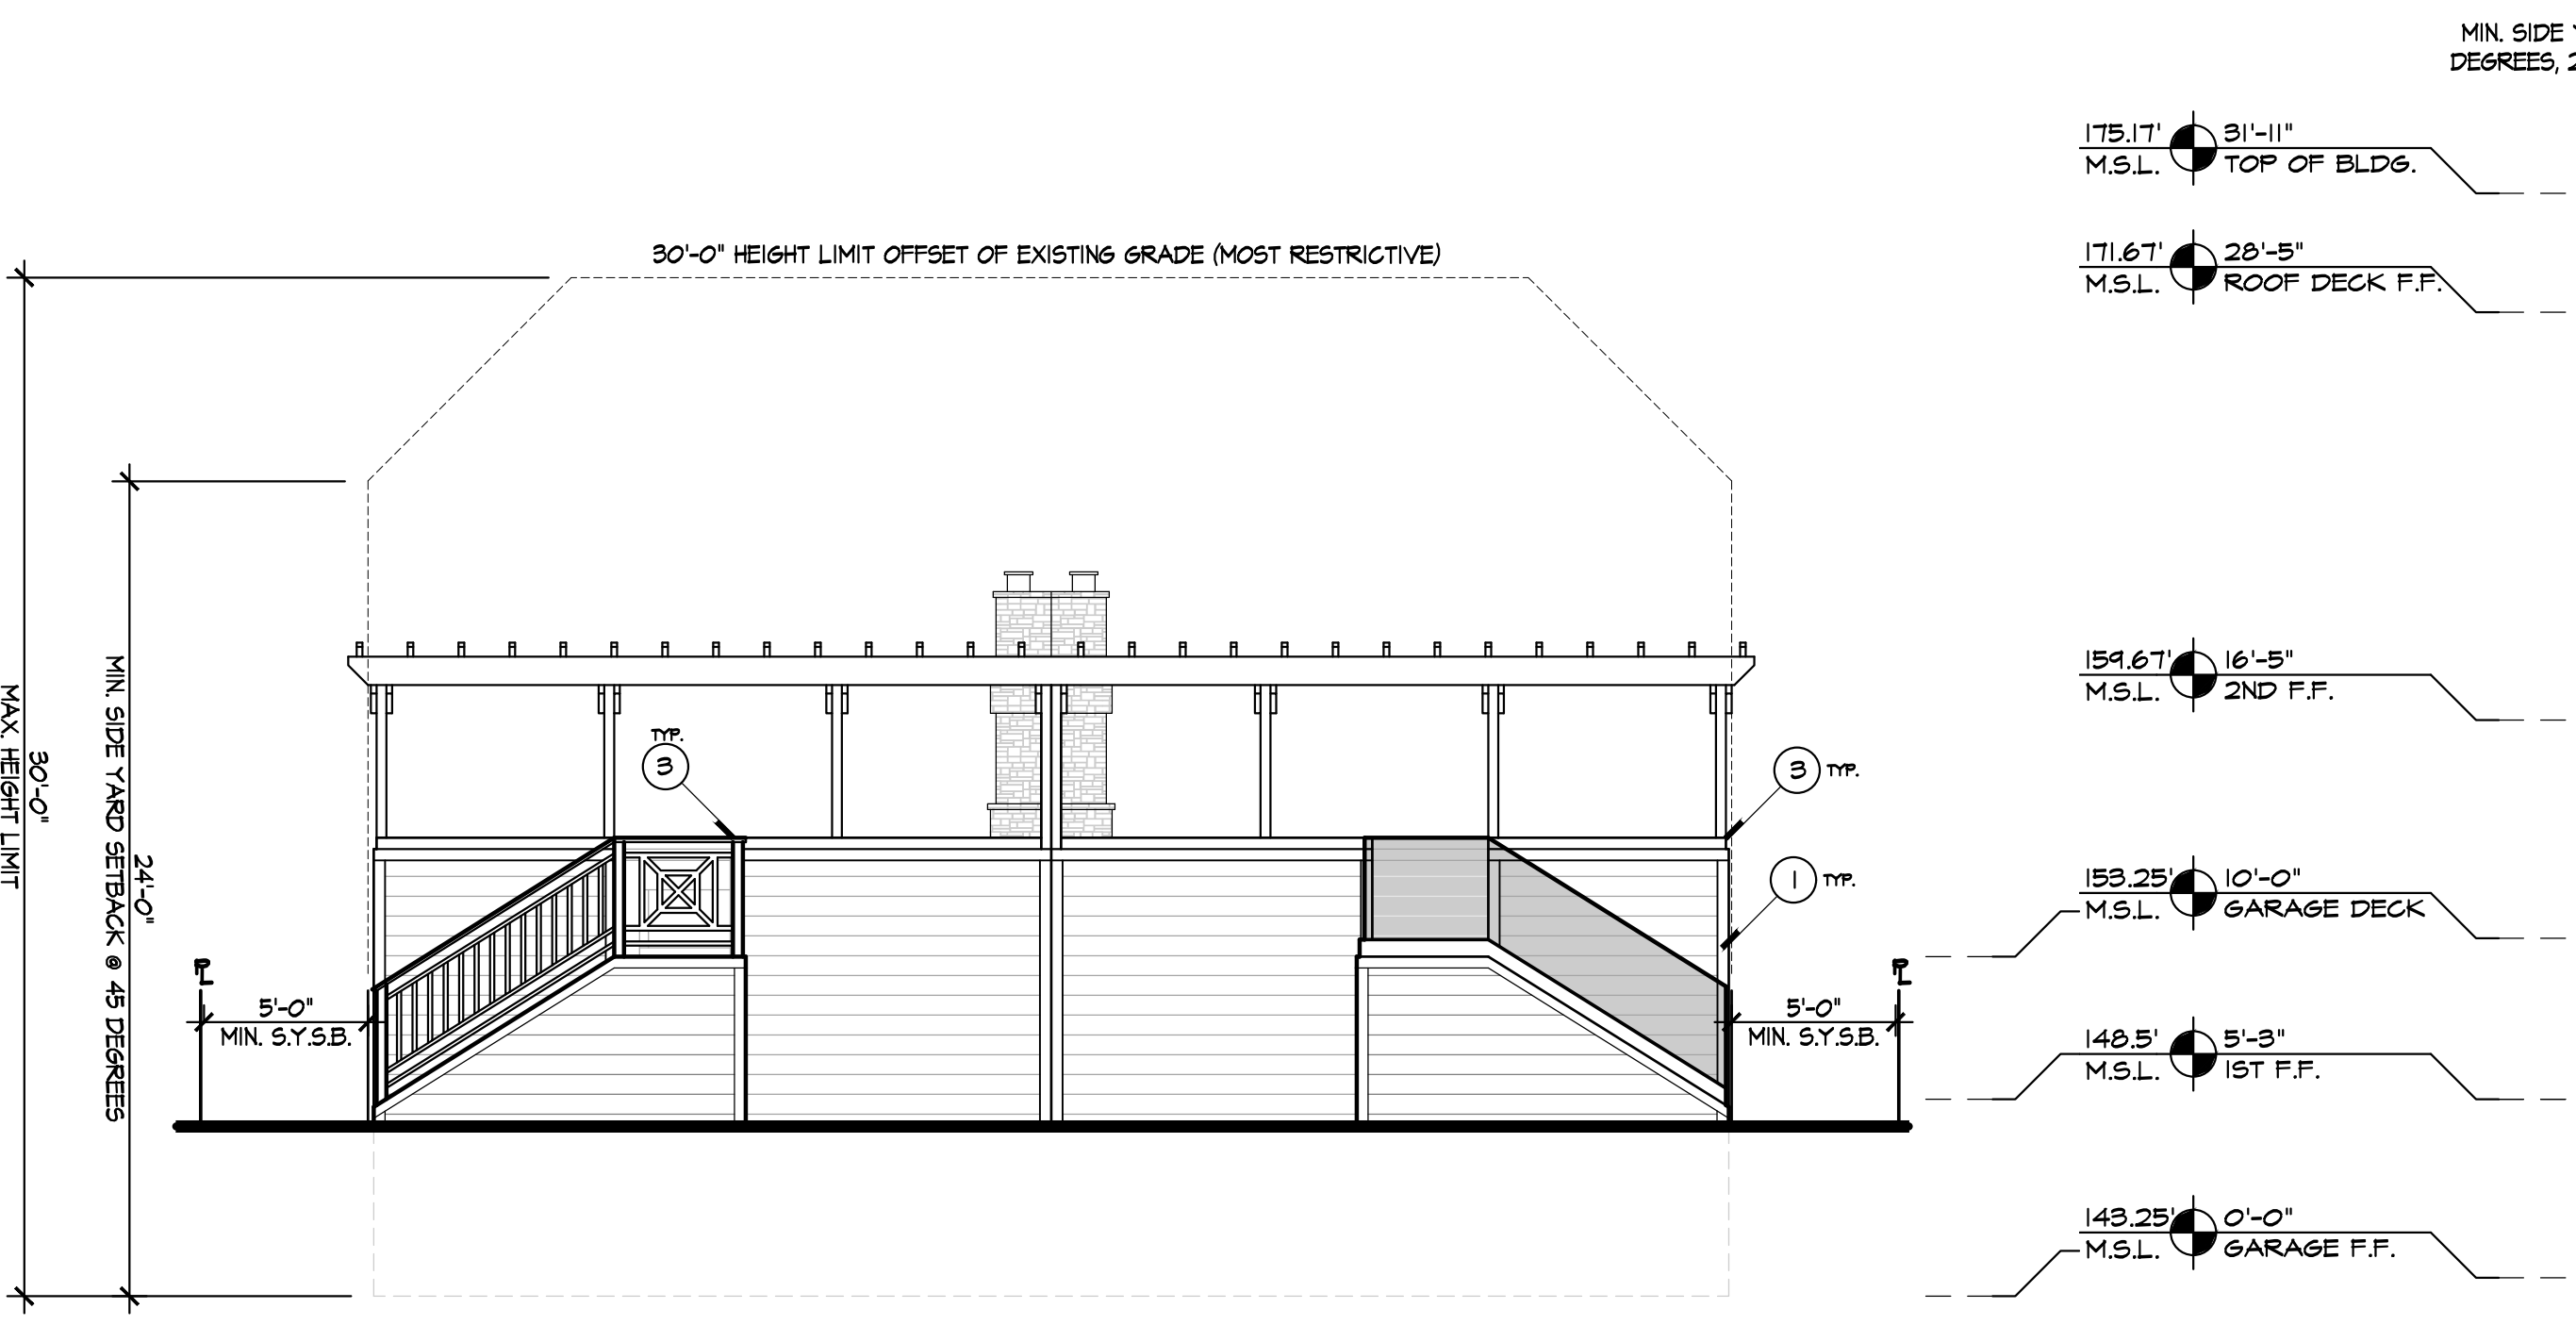 MIN. SIDE
DEGREES,
175.17' 31'-11"
M.S.L. TOP OF BLDG.
171.67' 28'-5"
M.S.L. ROOF DECK F.F.
30'-0" HEIGHT LIMIT OFFSET OF EXISTING GRADE (MOST RESTRICTIVE)
30'-0"
MAX. HEIGHT LIMIT
24'-0"
MIN. SIDE YARD SETBACK @ 45 DEGREES
159.67' 16'-5"
M.S.L. 2ND F.F.
TYP.
3
3 TYP.
1 TYP.
153.25' 10'-0"
M.S.L. GARAGE DECK
PL
5'-0"
MIN. S.Y.S.B.
PL
5'-0"
MIN. S.Y.S.B.
148.5' 5'-3"
M.S.L. 1ST F.F.
143.25' 0'-0"
M.S.L. GARAGE F.F.